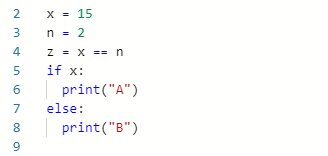 2 x = 15
3 n = 2
4 z = x == n
5 if x:
6   print("A")
7 else:
8   print("B")
9